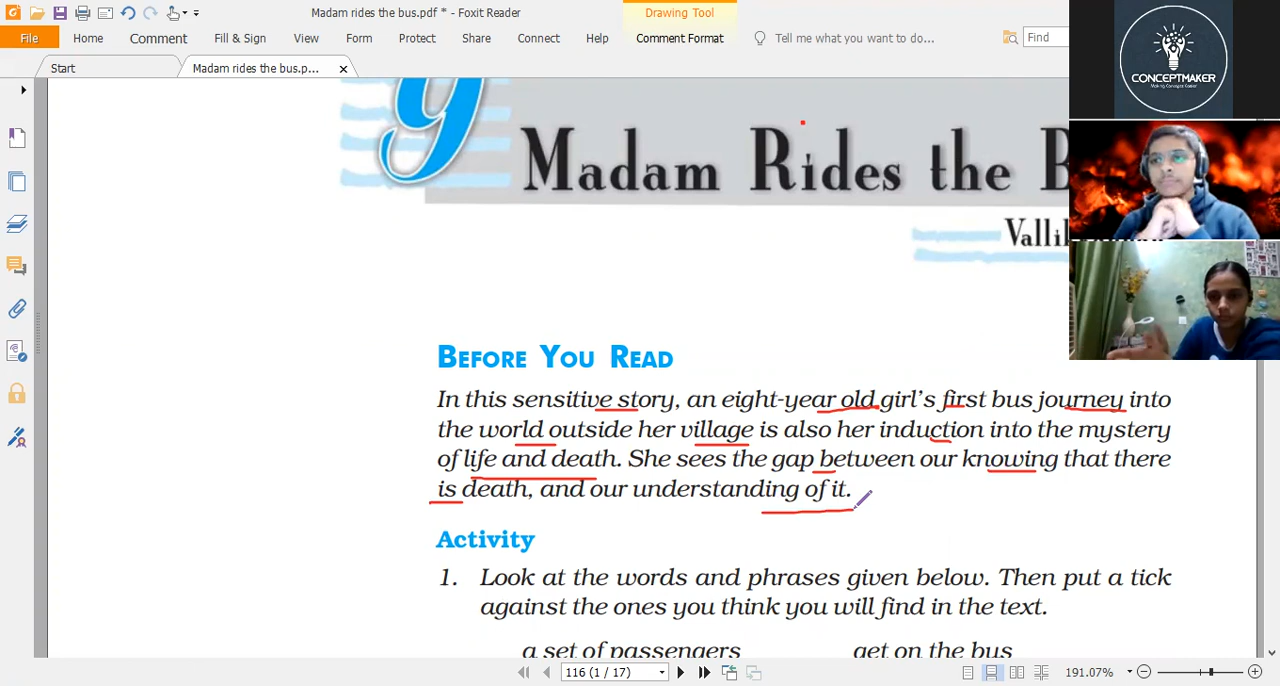 Madam rides the bus.pdf * - Foxit Reader
Drawing Tool
File
Home
Comment
Fill & Sign
View
Form
Protect
Share
Connect
Help
Comment Format
Tell me what you want to do...
Find
Start
Madam rides the bus.p...
CONCEPTMAKER
Making Concepts Easier
9
Madam Rides the B
Valli
BEFORE YOU READ
In this sensitive story, an eight-year old girl's first bus journey into
the world outside her village is also her induction into the mystery
of life and death. She sees the gap between our knowing that there
is death, and our understanding of it.
Activity
1. Look at the words and phrases given below. Then put a tick
against the ones you think you will find in the text.
a set of passengers get on the bus
116 (1 / 17)
191.07%